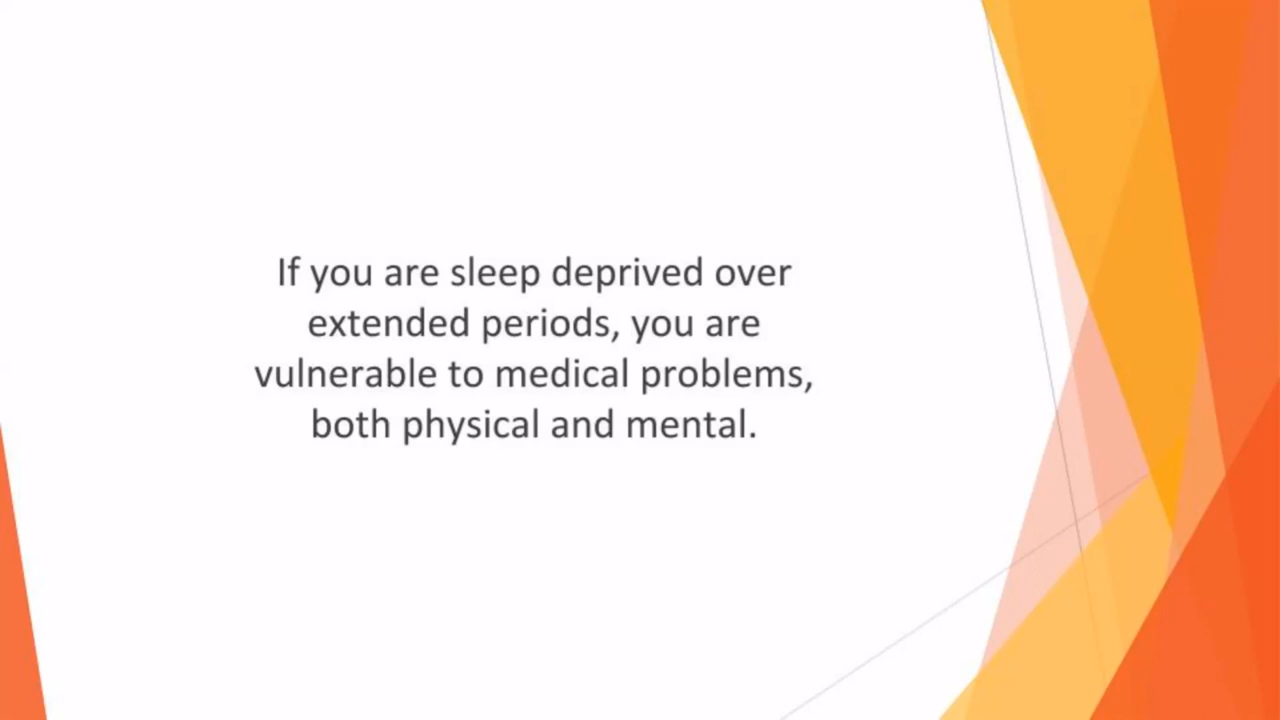 If you are sleep deprived over
extended periods, you are
vulnerable to medical problems,
both physical and mental.